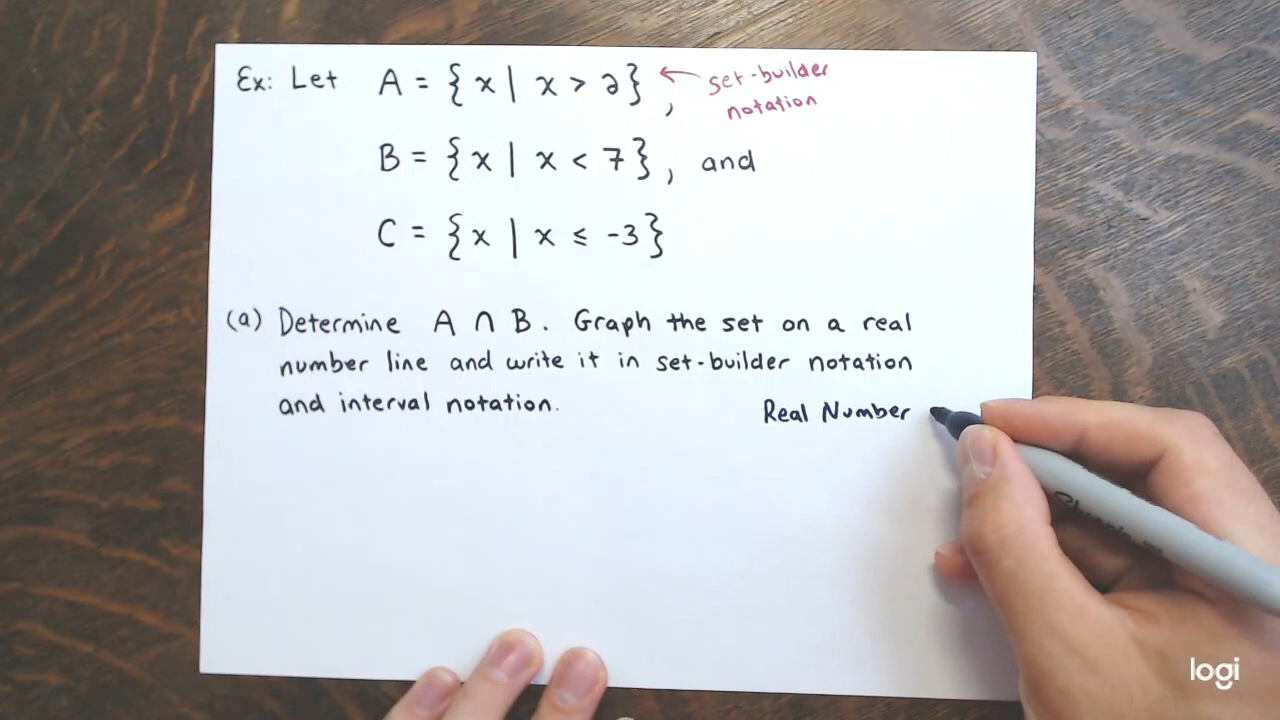 Ex: Let A = {x | x > 2}, ← set-builder
notation
B = {x | x < 7}, and
C = {x | x ≤ -3}
(a) Determine A ∩ B. Graph the set on a real
number line and write it in set-builder notation
and interval notation.
Real Number
logi